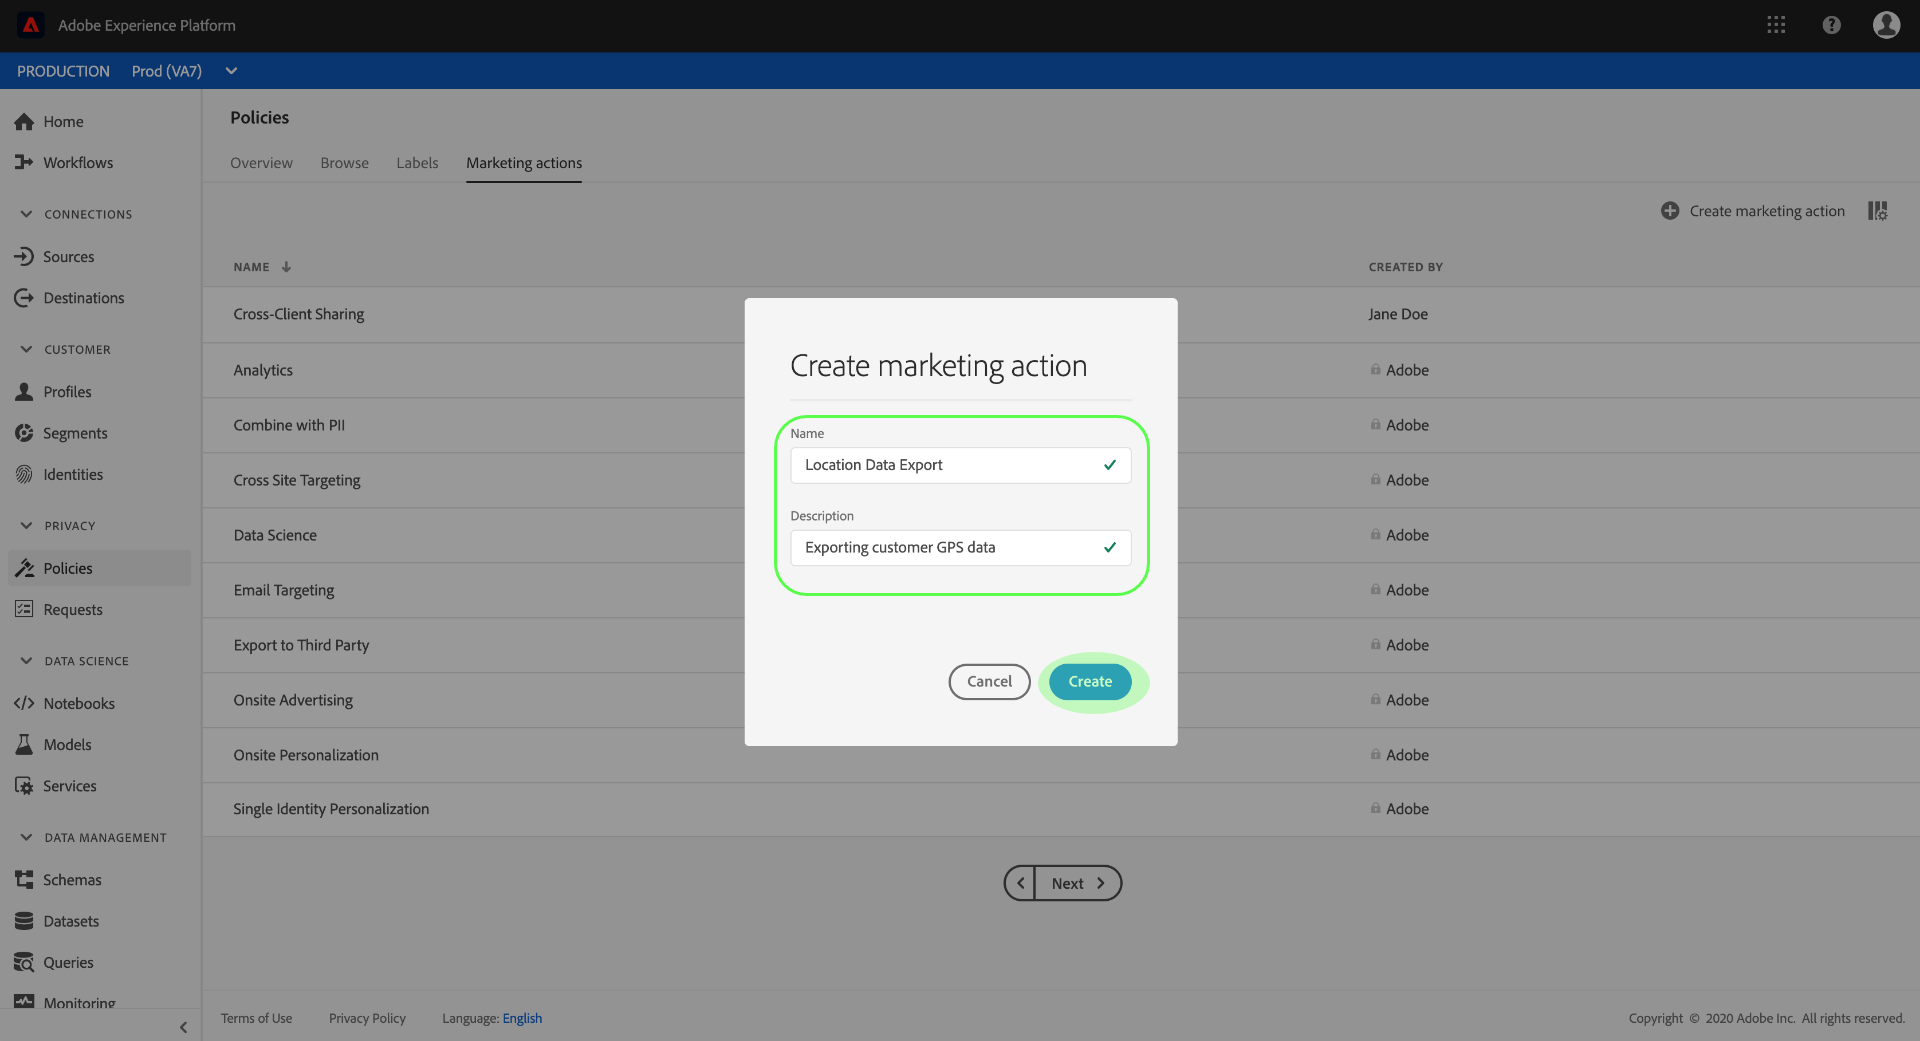 Adobe Experience Platform
PRODUCTION Prod (VA7)
Home
Workflows
CONNECTIONS
Sources
Destinations
CUSTOMER
Profiles
Segments
Identities
PRIVACY
Policies
Requests
DATA SCIENCE
Notebooks
Models
Services
DATA MANAGEMENT
Schemas
Datasets
Queries
Monitoring
Policies
Overview Browse Labels Marketing actions
Create marketing action
NAME CREATED BY
Cross-Client Sharing Jane Doe
Analytics Adobe
Combine with PII Adobe
Cross Site Targeting Adobe
Data Science Adobe
Email Targeting Adobe
Export to Third Party Adobe
Onsite Advertising Adobe
Onsite Personalization Adobe
Single Identity Personalization Adobe
Next
Create marketing action
Name
Location Data Export
Description
Exporting customer GPS data
Cancel Create
Terms of Use Privacy Policy Language: English Copyright © 2020 Adobe Inc. All rights reserved.